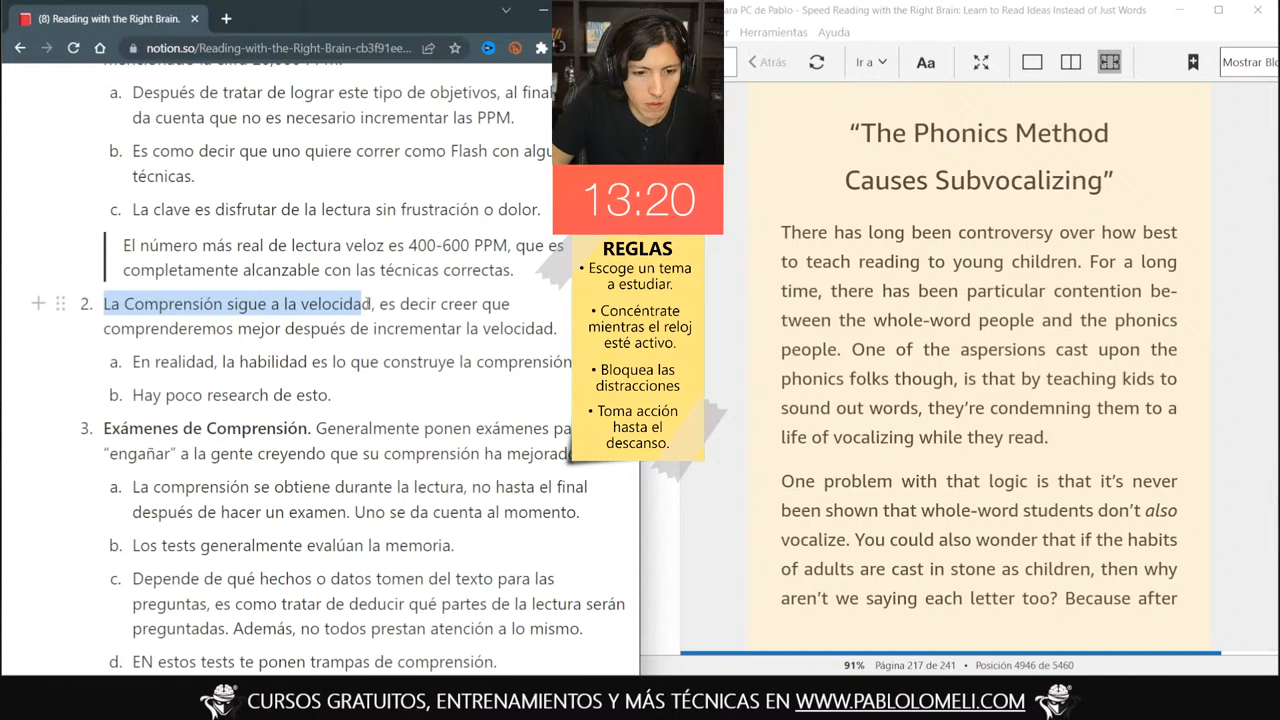 (8) Reading with the Right Brain.
notion.so/Reading-with-the-Right-Brain-cb3f91ee...
a. Después de tratar de lograr este tipo de objetivos, al final
da cuenta que no es necesario incrementar las PPM.
b. Es como decir que uno quiere correr como Flash con algu
técnicas.
c. La clave es disfrutar de la lectura sin frustración o dolor.
El número más real de lectura veloz es 400-600 PPM, que es
completamente alcanzable con las técnicas correctas.
2. La Comprensión sigue a la velocidad, es decir creer que
comprenderemos mejor después de incrementar la velocidad.
a. En realidad, la habilidad es lo que construye la comprensión
b. Hay poco research de esto.
3. Exámenes de Comprensión. Generalmente ponen exámenes pa
“engañar” a la gente creyendo que su comprensión ha mejorad
a. La comprensión se obtiene durante la lectura, no hasta el final
después de hacer un examen. Uno se da cuenta al momento.
b. Los tests generalmente evalúan la memoria.
c. Depende de qué hechos o datos tomen del texto para las
preguntas, es como tratar de deducir qué partes de la lectura serán
preguntadas. Además, no todos prestan atención a lo mismo.
d. EN estos tests te ponen trampas de comprensión.
13:20
REGLAS
• Escoge un tema
a estudiar.
• Concéntrate
mientras el reloj
esté activo.
• Bloquea las
distracciones
• Toma acción
hasta el
descanso.
ara PC de Pablo - Speed Reading with the Right Brain: Learn to Read Ideas Instead of Just Words
Herramientas Ayuda
Atrás Ir a Aa Mostrar Blo
“The Phonics Method
Causes Subvocalizing”
There has long been controversy over how best
to teach reading to young children. For a long
time, there has been particular contention be-
tween the whole-word people and the phonics
people. One of the aspersions cast upon the
phonics folks though, is that by teaching kids to
sound out words, they’re condemning them to a
life of vocalizing while they read.
One problem with that logic is that it’s never
been shown that whole-word students don’t also
vocalize. You could also wonder that if the habits
of adults are cast in stone as children, then why
aren’t we saying each letter too? Because after
91% Página 217 de 241 • Posición 4946 de 5460
CURSOS GRATUITOS, ENTRENAMIENTOS Y MÁS TÉCNICAS EN WWW.PABLOLOMELI.COM